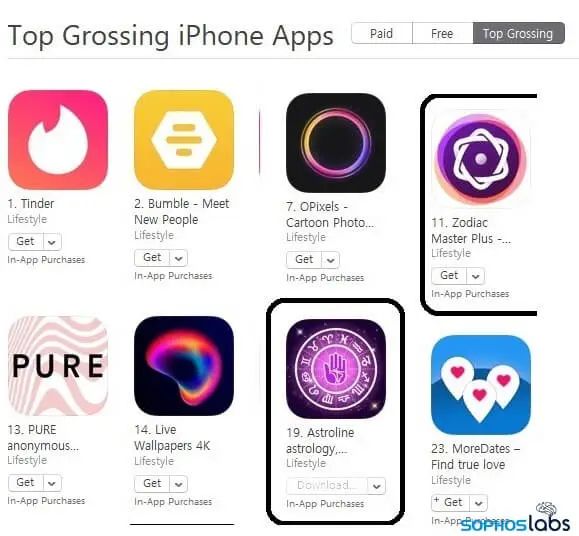 Top Grossing iPhone Apps
Paid
Free
Top Grossing
1. Tinder
Lifestyle
Get
In-App Purchases
2. Bumble - Meet
New People
Lifestyle
Get
In-App Purchases
7. OPixels -
Cartoon Photo...
Lifestyle
Get
In-App Purchases
11. Zodiac
Master Plus -...
Lifestyle
Get
In-App Purchases
PURE
13. PURE
anonymous...
Lifestyle
Get
In-App Purchases
14. Live
Wallpapers 4K
Lifestyle
Get
In-App Purchases
19. Astroline
astrology,...
Lifestyle
Download...
In-App Purchases
23. MoreDates –
Find true love
Lifestyle
+ Get
In-App Purchases
SOPHOSLABS